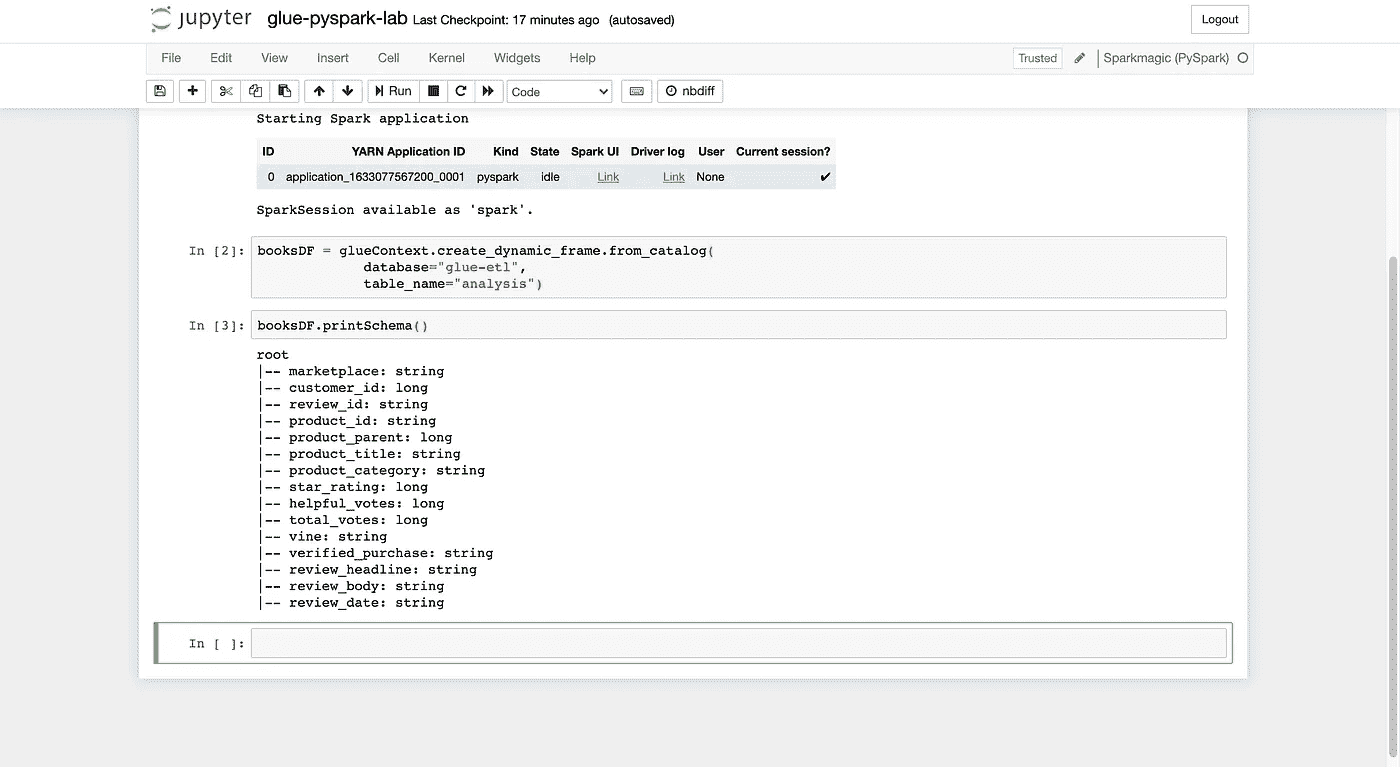 jupyter glue-pyspark-lab Last Checkpoint: 17 minutes ago (autosaved) Logout
File Edit View Insert Cell Kernel Widgets Help Trusted Sparkmagic (PySpark)
Run Code nbdiff
Starting Spark application
ID YARN Application ID Kind State Spark UI Driver log User Current session?
0 application_1633077567200_0001 pyspark idle Link Link None ✔
SparkSession available as 'spark'.
In [2]: booksDF = glueContext.create_dynamic_frame.from_catalog(
database="glue-etl",
table_name="analysis")
In [3]: booksDF.printSchema()
root
|-- marketplace: string
|-- customer_id: long
|-- review_id: string
|-- product_id: string
|-- product_parent: long
|-- product_title: string
|-- product_category: string
|-- star_rating: long
|-- helpful_votes: long
|-- total_votes: long
|-- vine: string
|-- verified_purchase: string
|-- review_headline: string
|-- review_body: string
|-- review_date: string
In [ ]: